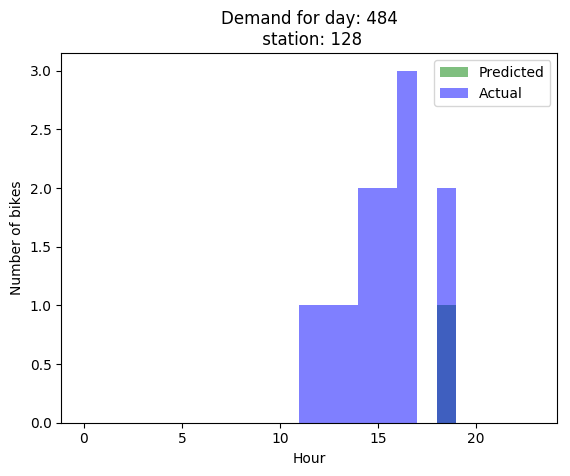 Demand for day: 484
station: 128
Predicted
Actual
3.0
2.5
2.0
1.5
1.0
0.5
0.0
Number of bikes
0 5 10 15 20
Hour